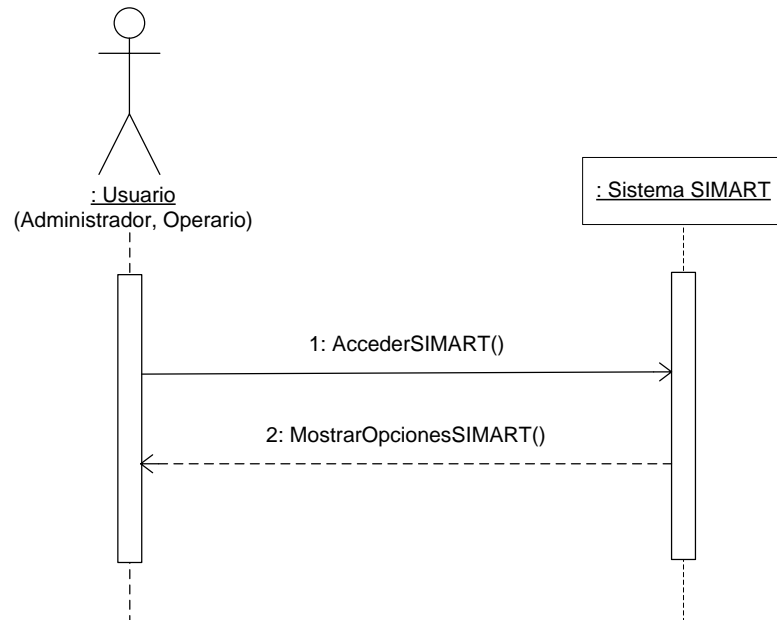 : Usuario
(Administrador, Operario)
: Sistema SIMART
1: AccederSIMART()
2: MostrarOpcionesSIMART()